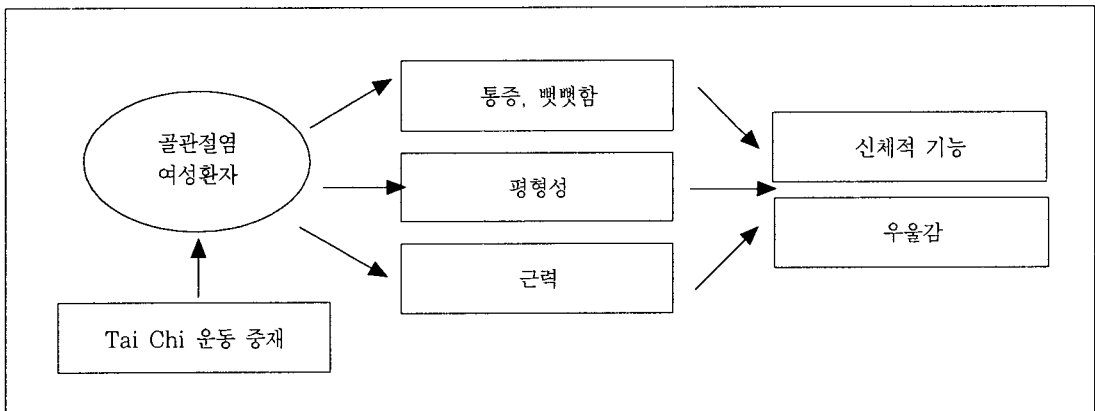 통증, 뻣뻣함
골관절염
여성환자
신체적 기능
평형성
우울감
근력
Tai Chi 운동 중재